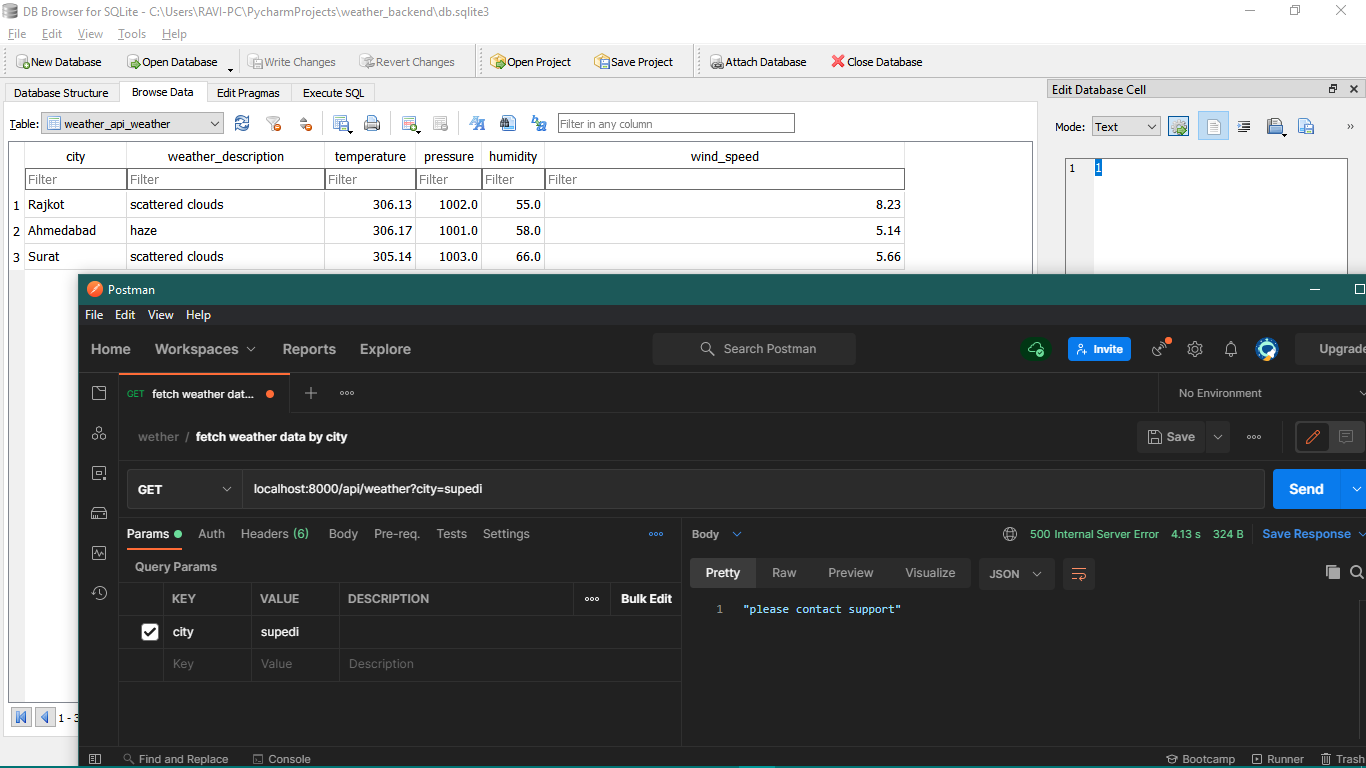 DB Browser for SQLite - C:\Users\RAVI-PC\PycharmProjects\weather_backend\db.sqlite3
File Edit View Tools Help
New Database Open Database Write Changes Revert Changes Open Project Save Project Attach Database Close Database
Database Structure Browse Data Edit Pragmas Execute SQL
Edit Database Cell
Table: weather_api_weather Filter in any column
Mode: Text
city weather_description temperature pressure humidity wind_speed
Filter Filter Filter Filter Filter Filter
1 Rajkot scattered clouds 306.13 1002.0 55.0 8.23
2 Ahmedabad haze 306.17 1001.0 58.0 5.14
3 Surat scattered clouds 305.14 1003.0 66.0 5.66
1 1
1 - 3
Postman
File Edit View Help
Home Workspaces Reports Explore Search Postman Invite Upgrade
GET fetch weather dat... No Environment
wether / fetch weather data by city Save
GET localhost:8000/api/weather?city=supedi Send
Params Auth Headers (6) Body Pre-req. Tests Settings
Body 500 Internal Server Error 4.13 s 324 B Save Response
Query Params
Pretty Raw Preview Visualize JSON
KEY VALUE DESCRIPTION Bulk Edit
1 "please contact support"
city supedi
Key Value Description
Find and Replace Console Bootcamp Runner Trash